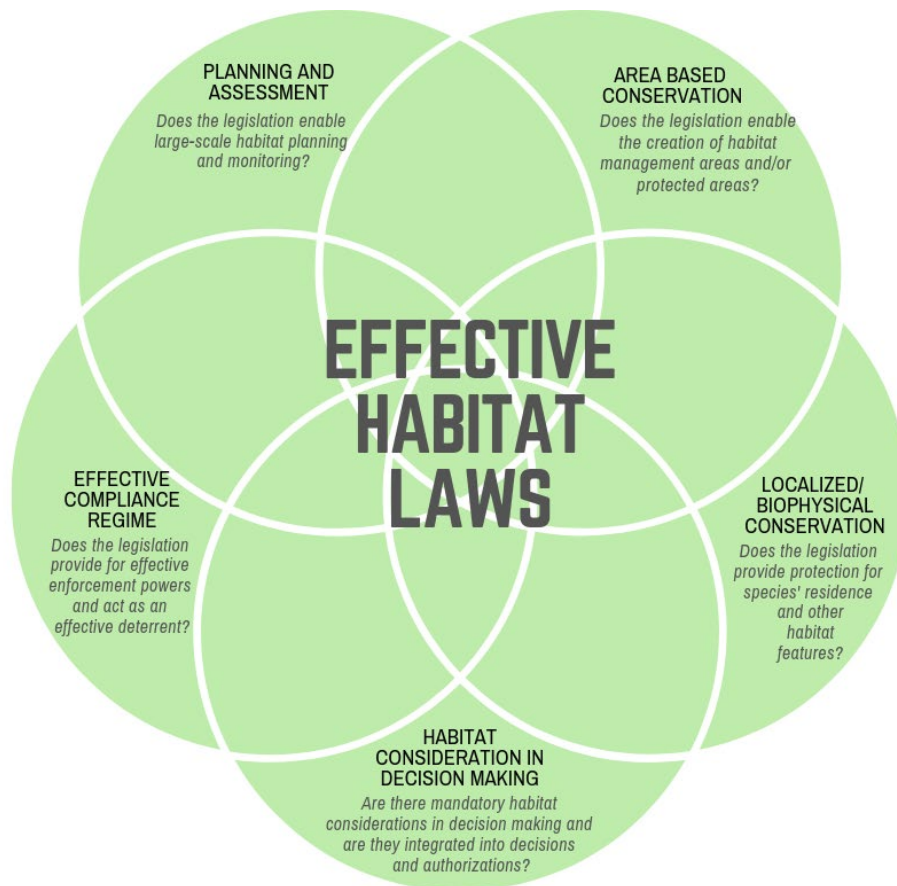 PLANNING AND
ASSESSMENT
Does the legislation enable
large-scale habitat planning
and monitoring?
AREA BASED
CONSERVATION
Does the legislation enable
the creation of habitat
management areas and/or
protected areas?
EFFECTIVE
HABITAT
LAWS
EFFECTIVE
COMPLIANCE
REGIME
Does the legislation
provide for effective
enforcement powers
and act as an
effective deterrent?
LOCALIZED/
BIOPHYSICAL
CONSERVATION
Does the legislation
provide protection for
species' residence
and other
habitat
features?
HABITAT
CONSIDERATION IN
DECISION MAKING
Are there mandatory habitat
considerations in decision making and
are they integrated into decisions
and authorizations?